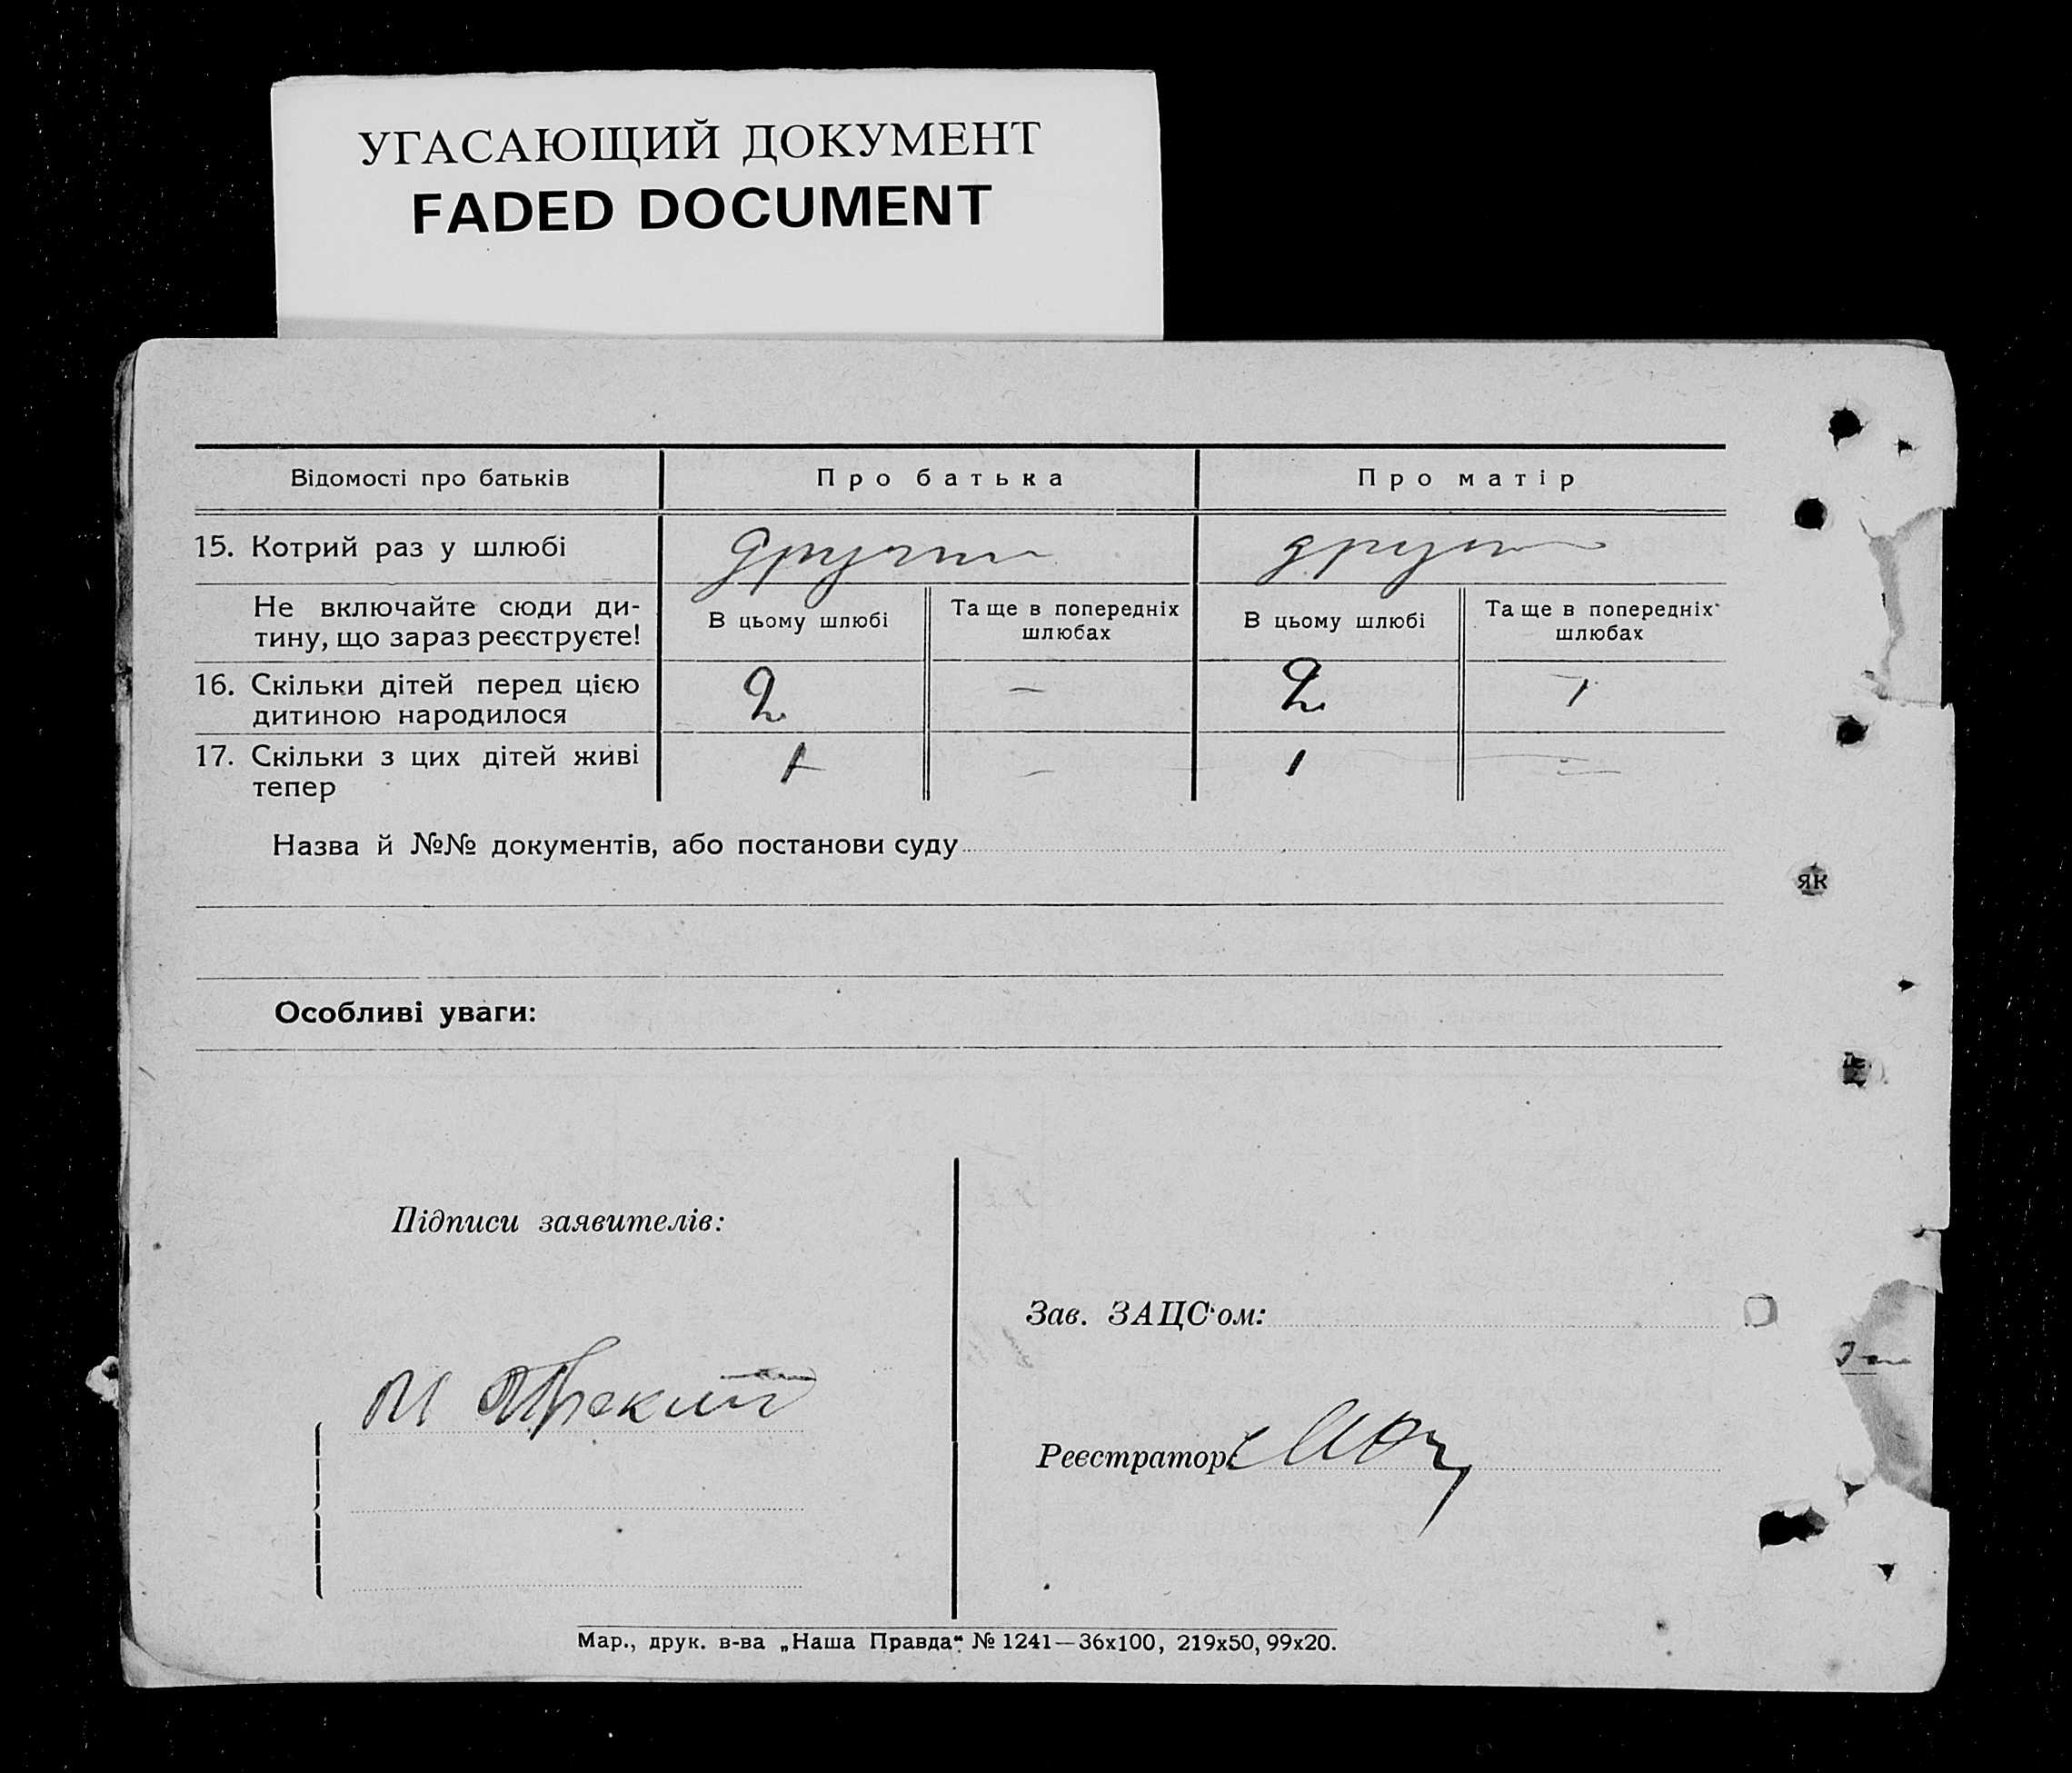 УГАСАЮЩИЙ ДОКУМЕНТ
FADED DOCUMENT
Відомості про батьків Про батька Про матір
15. Котрий раз у шлюбі
Не включайте сюди ди-
тину, що зараз реєструєте!
В цьому шлюбі
Та ще в попередніх
шлюбах
В цьому шлюбі
Та ще в попередніх
шлюбах
16. Скільки дітей перед цією
дитиною народилося
2 — 2 1
17. Скільки з цих дітей живі
тепер
1 — 1 —
Назва й №№ документів, або постанови суду
як
Особливі уваги:
Підписи заявителів:
Зав. ЗАЦС'ом:
Реєстратор:
Мар., друк. в-ва „Наша Правда“ № 1241—36х100, 219х50, 99х20.